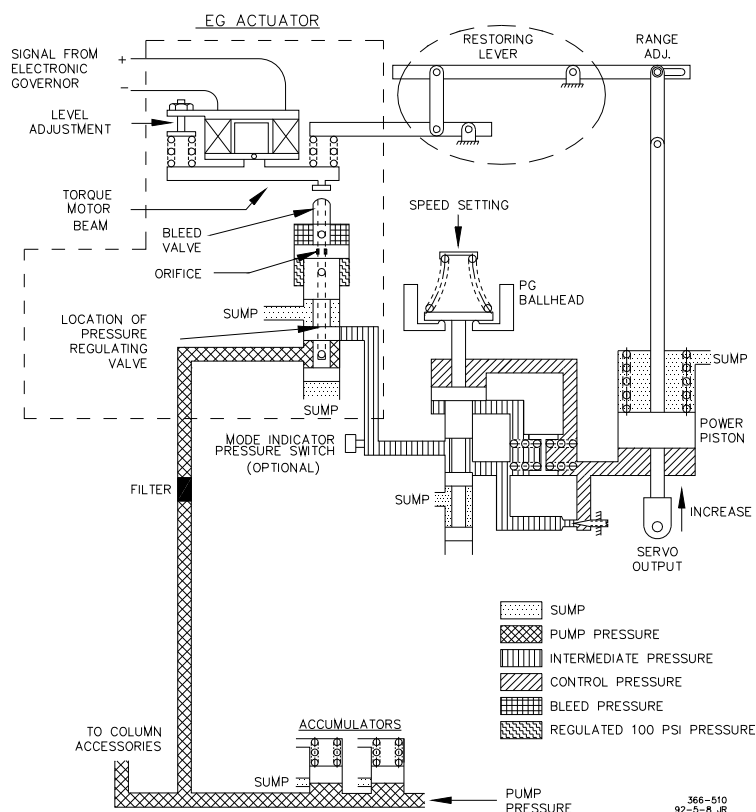 EG ACTUATOR
SIGNAL FROM
ELECTRONIC
GOVERNOR
+
−
LEVEL
ADJUSTMENT
RESTORING
LEVER
RANGE
ADJ.
TORQUE
MOTOR
BEAM
BLEED
VALVE
ORIFICE
SPEED SETTING
PG
BALLHEAD
SUMP
LOCATION OF
PRESSURE
REGULATING
VALVE
SUMP
SUMP
POWER
PISTON
MODE INDICATOR
PRESSURE SWITCH
(OPTIONAL)
FILTER
SUMP
INCREASE
SERVO
OUTPUT
SUMP
PUMP PRESSURE
INTERMEDIATE PRESSURE
CONTROL PRESSURE
BLEED PRESSURE
REGULATED 100 PSI PRESSURE
TO COLUMN
ACCESSORIES
ACCUMULATORS
SUMP
PUMP
PRESSURE
366-510
92-5-8 JR